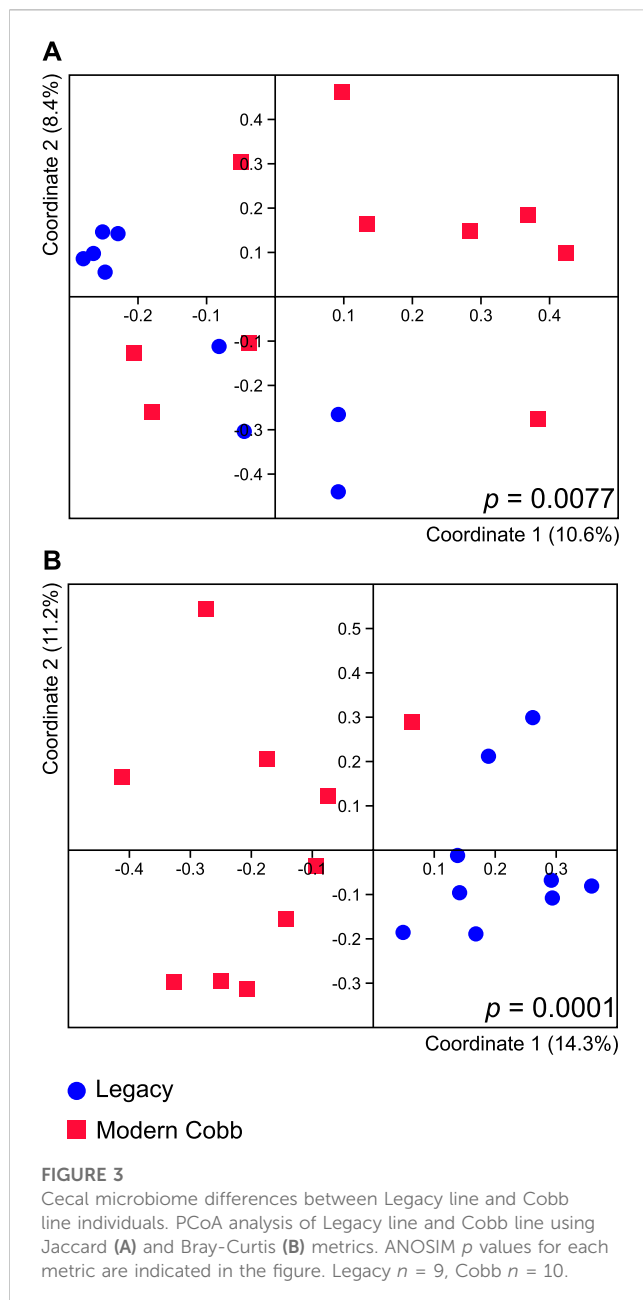 A
Coordinate 2 (8.4%)
0.4
0.3
0.2
0.1
-0.2 -0.1 0.1 0.2 0.3 0.4
-0.1
-0.2
-0.3
-0.4
p = 0.0077
Coordinate 1 (10.6%)
B
Coordinate 2 (11.2%)
0.5
0.4
0.3
0.2
0.1
-0.4 -0.3 -0.2 -0.1 0.1 0.2 0.3
-0.1
-0.2
-0.3
p = 0.0001
Coordinate 1 (14.3%)
Legacy
Modern Cobb
FIGURE 3
Cecal microbiome differences between Legacy line and Cobb
line individuals. PCoA analysis of Legacy line and Cobb line using
Jaccard (A) and Bray-Curtis (B) metrics. ANOSIM p values for each
metric are indicated in the figure. Legacy n = 9, Cobb n = 10.